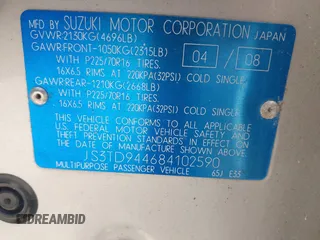 MFD BY SUZUKI MOTOR CORPORATION JAPAN
GVWR:2130KG(4696LB)
GAWR:FRONT-1050KG(2315LB) 04 / 08
WITH P225/70R16 TIRES.
16X6.5 RIMS AT 220KPA(32PSI) COLD SINGLE.
GAWR:REAR-1210KG(2668LB)
WITH P225/70R16 TIRES.
16X6.5 RIMS AT 220KPA(32PSI) COLD SINGLE.
THIS VEHICLE CONFORMS TO ALL APPLICABLE
U.S. FEDERAL MOTOR VEHICLE SAFETY AND
THEFT PREVENTION STANDARDS IN EFFECT
ON THE DATE OF MANUFACTURE SHOWN ABOVE.
JS3TD944684102590
MULTIPURPOSE PASSENGER VEHICLE 65J E55
DREAMBID